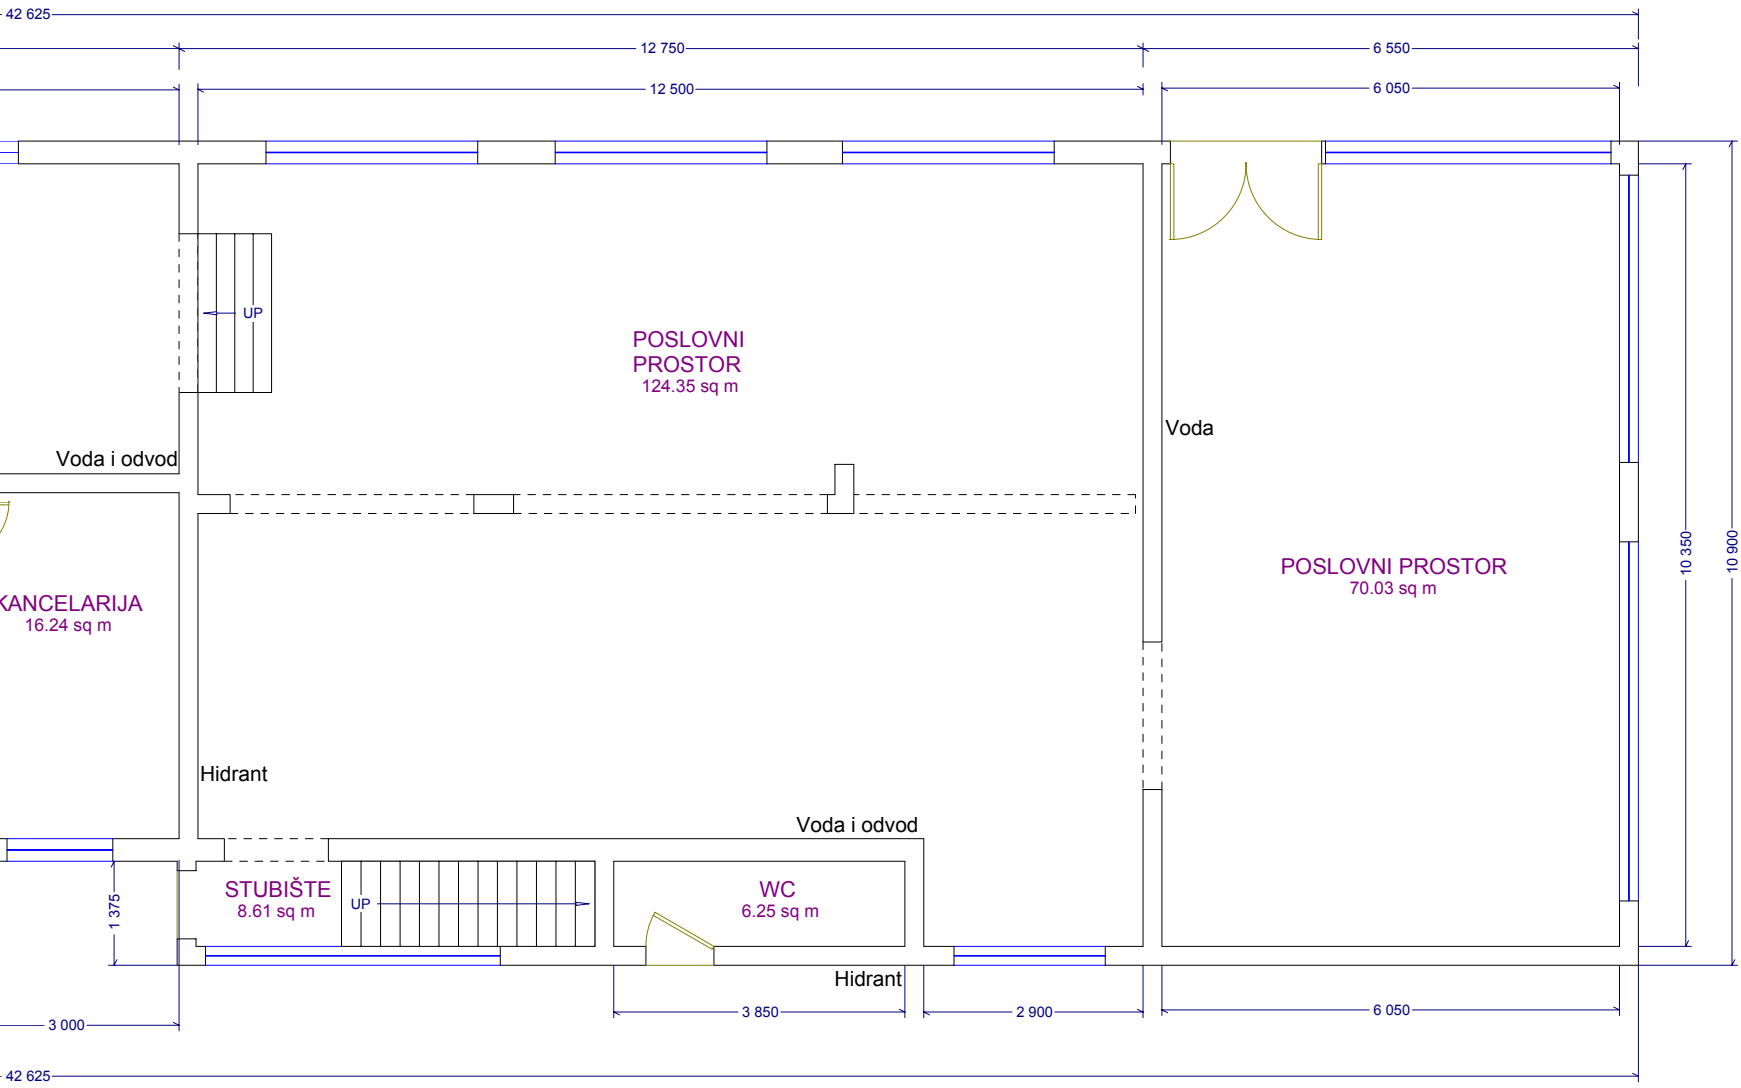 42 625
12 750
6 550
12 500
6 050
UP
POSLOVNI
PROSTOR
124.35 sq m
Voda
Voda i odvod
10 350
10 900
POSLOVNI PROSTOR
70.03 sq m
KANCELARIJA
16.24 sq m
Hidrant
Voda i odvod
STUBIŠTE
8.61 sq m
UP
WC
6.25 sq m
1 375
Hidrant
3 850
2 900
6 050
3 000
42 625